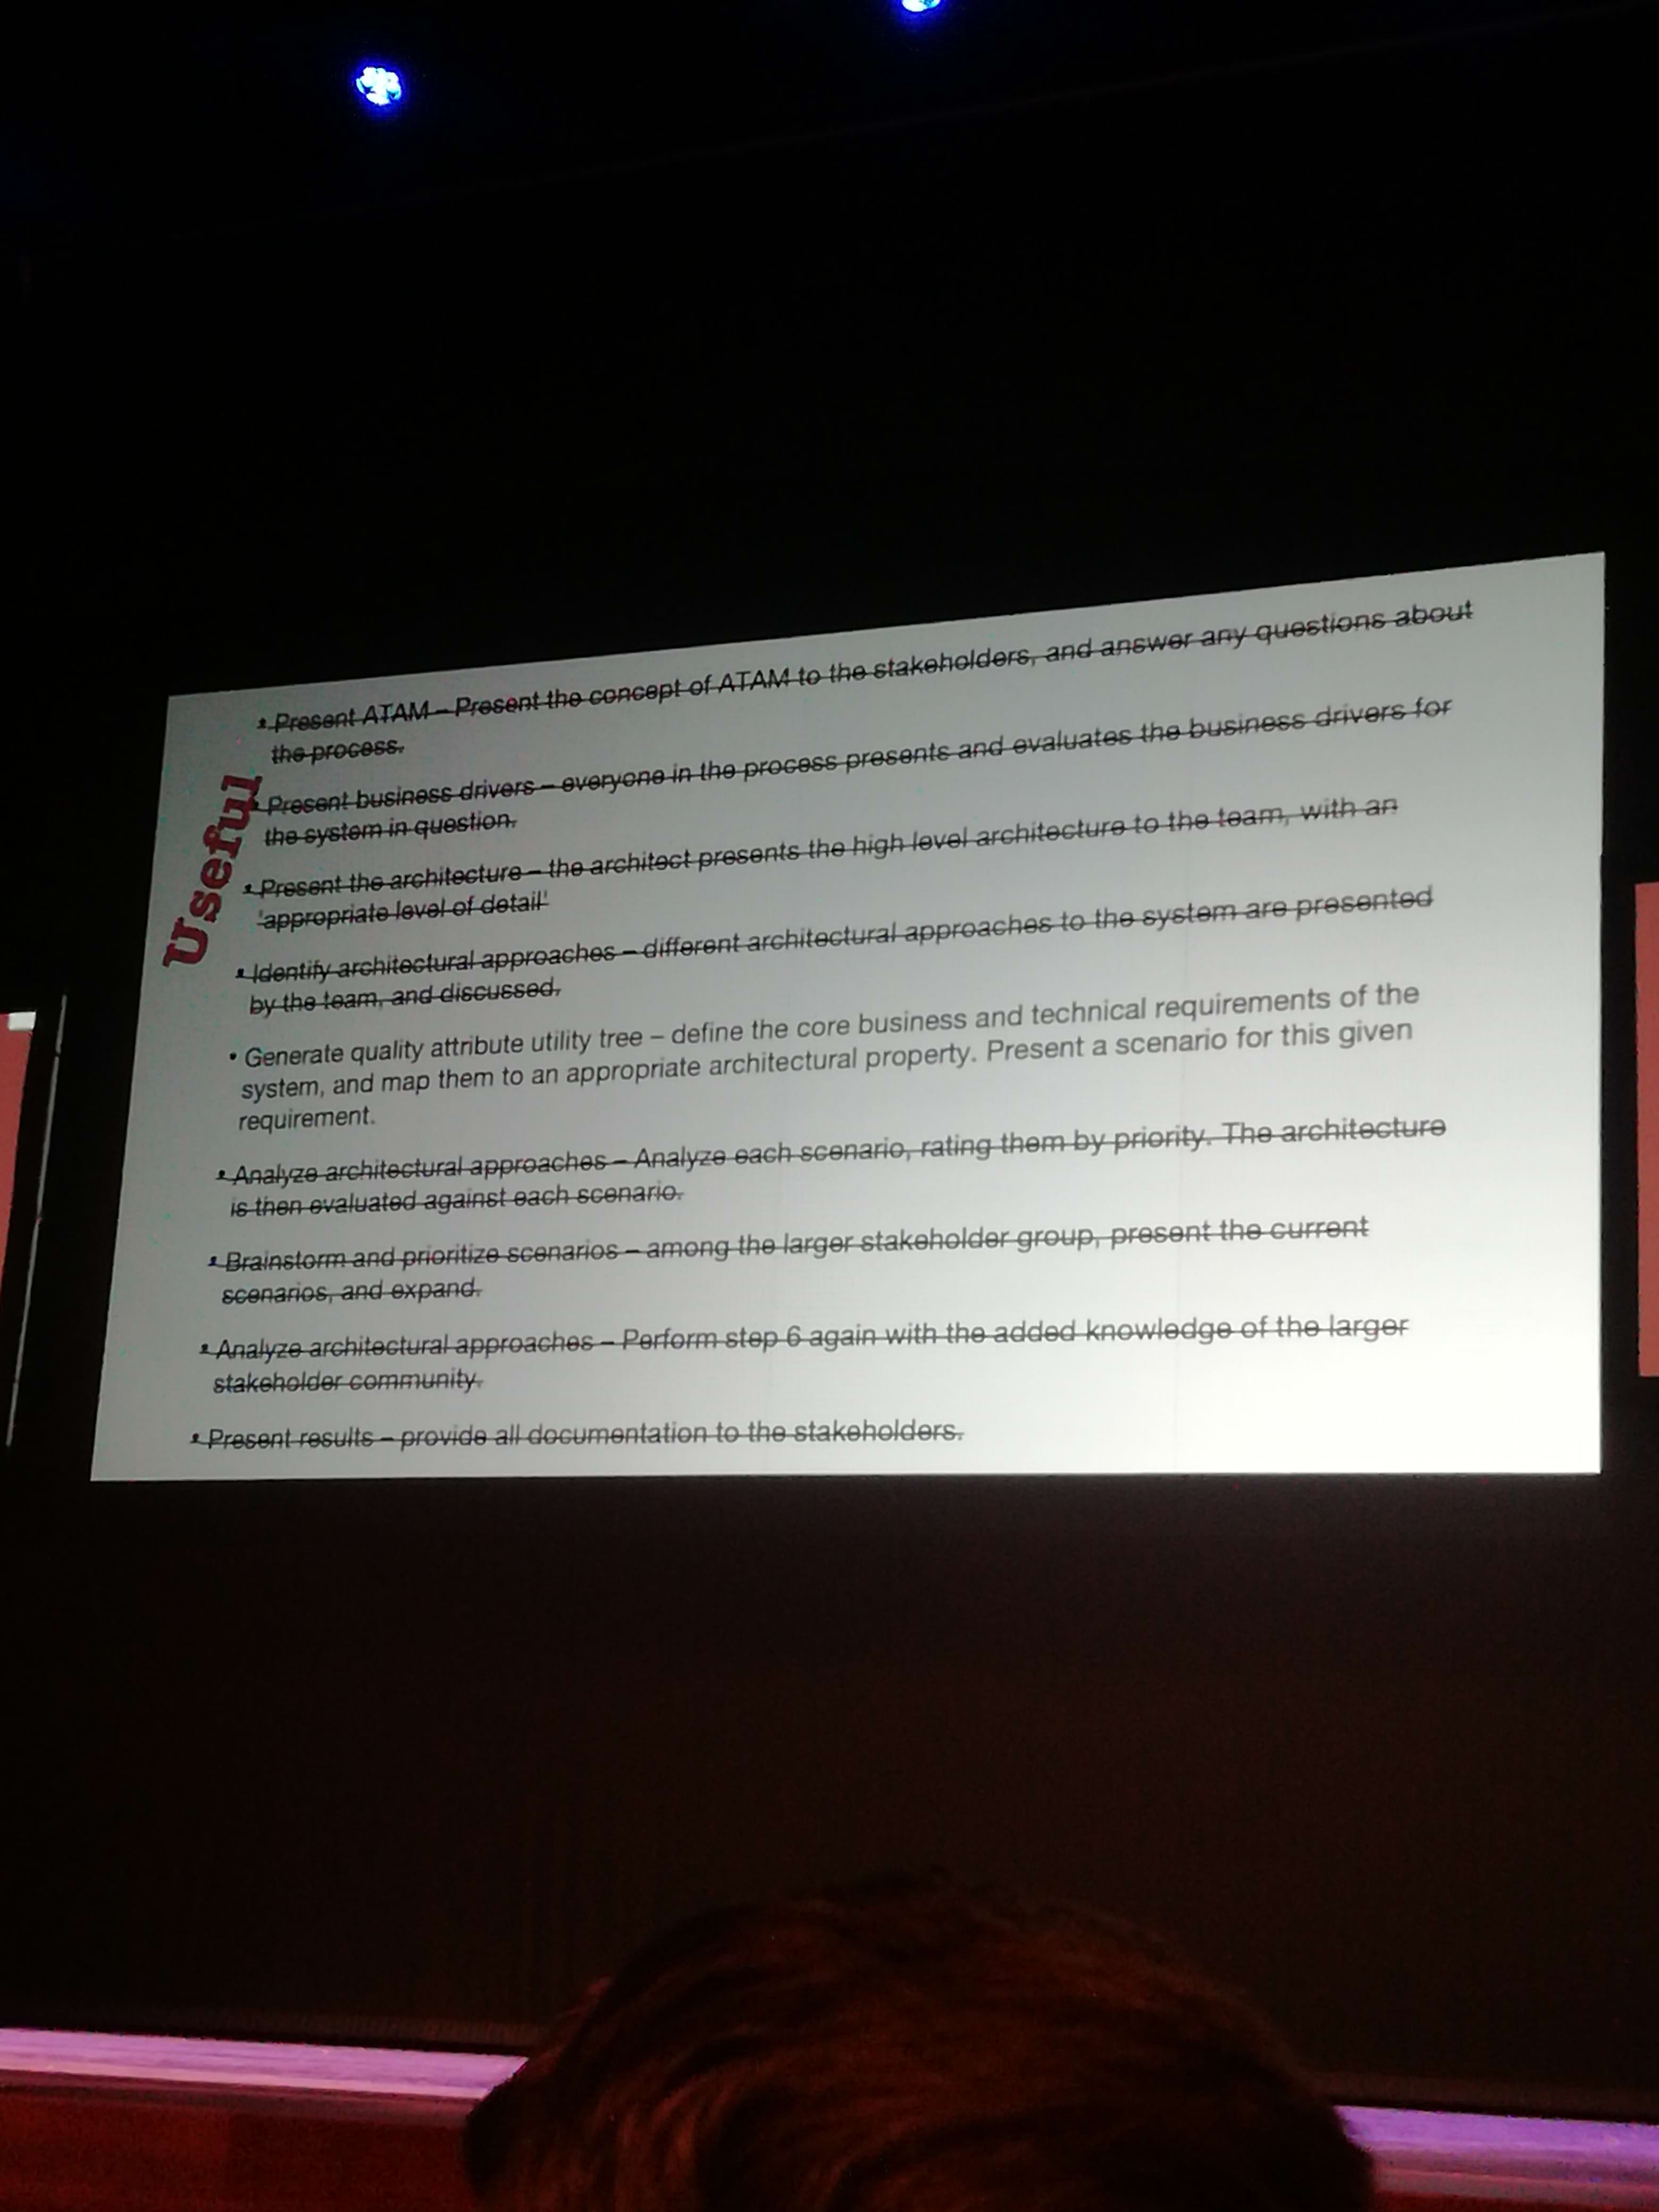 Useful
• Present ATAM – Present the concept of ATAM to the stakeholders, and answer any questions about
the process.
• Present business drivers – everyone in the process presents and evaluates the business drivers for
the system in question.
• Present the architecture – the architect presents the high level architecture to the team, with an
'appropriate level of detail'
• Identify architectural approaches – different architectural approaches to the system are presented
by the team, and discussed.
• Generate quality attribute utility tree – define the core business and technical requirements of the
system, and map them to an appropriate architectural property. Present a scenario for this given
requirement.
• Analyze architectural approaches – Analyze each scenario, rating them by priority. The architecture
is then evaluated against each scenario.
• Brainstorm and prioritize scenarios – among the larger stakeholder group, present the current
scenarios, and expand.
• Analyze architectural approaches – Perform step 6 again with the added knowledge of the larger
stakeholder community.
• Present results – provide all documentation to the stakeholders.